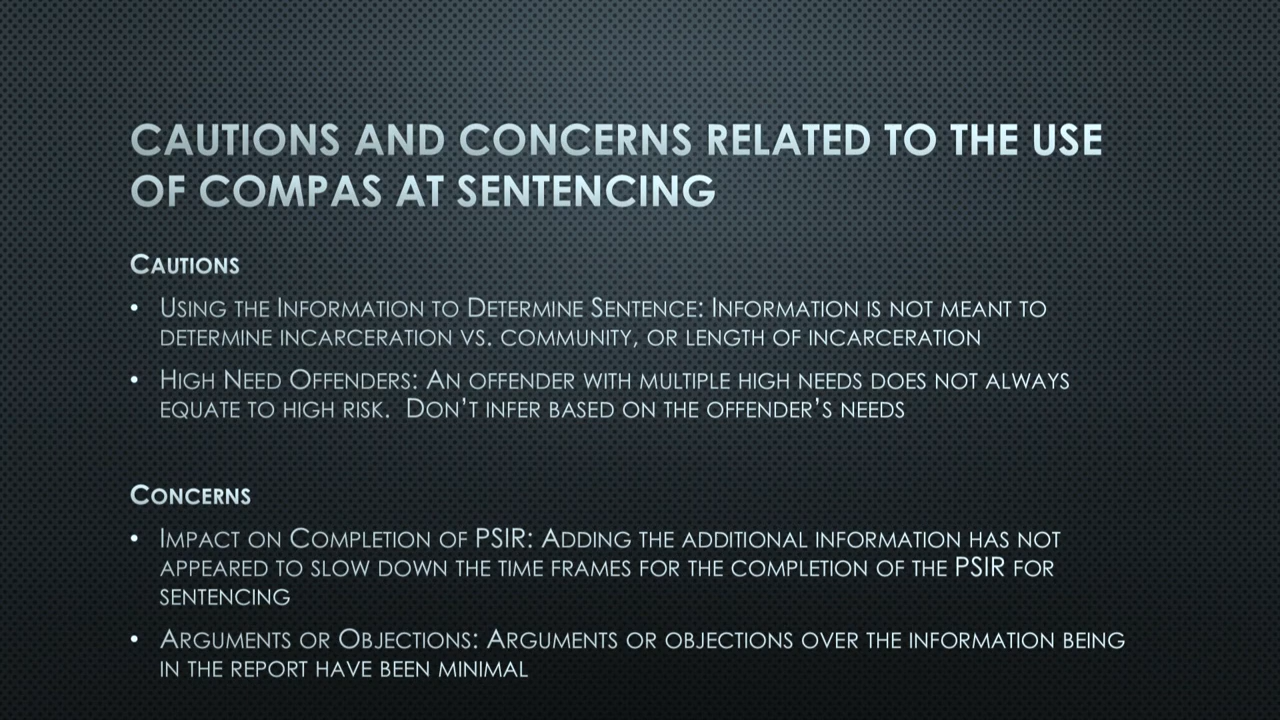 CAUTIONS AND CONCERNS RELATED TO THE USE
OF COMPAS AT SENTENCING
CAUTIONS
• USING THE INFORMATION TO DETERMINE SENTENCE: INFORMATION IS NOT MEANT TO
DETERMINE INCARCERATION VS. COMMUNITY, OR LENGTH OF INCARCERATION
• HIGH NEED OFFENDERS: AN OFFENDER WITH MULTIPLE HIGH NEEDS DOES NOT ALWAYS
EQUATE TO HIGH RISK. DON'T INFER BASED ON THE OFFENDER'S NEEDS
CONCERNS
• IMPACT ON COMPLETION OF PSIR: ADDING THE ADDITIONAL INFORMATION HAS NOT
APPEARED TO SLOW DOWN THE TIME FRAMES FOR THE COMPLETION OF THE PSIR FOR
SENTENCING
• ARGUMENTS OR OBJECTIONS: ARGUMENTS OR OBJECTIONS OVER THE INFORMATION BEING
IN THE REPORT HAVE BEEN MINIMAL